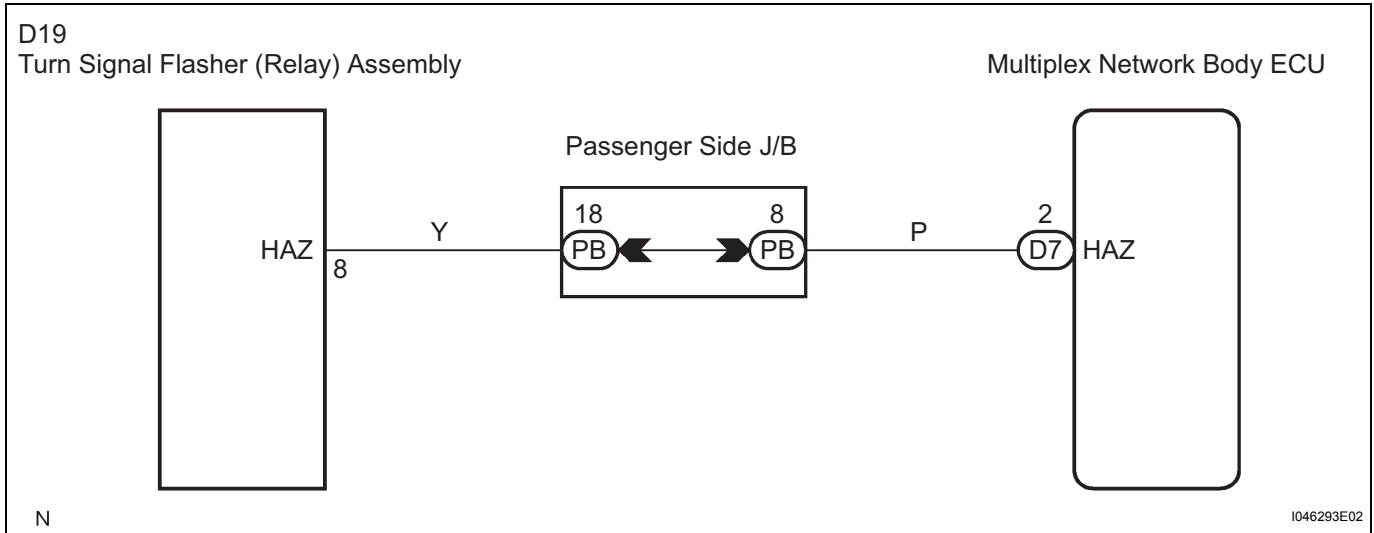 D19
Turn Signal Flasher (Relay) Assembly
Multiplex Network Body ECU
Passenger Side J/B
18
8
2
Y
P
HAZ
PB
PB
D7
HAZ
8
N
I046293E02